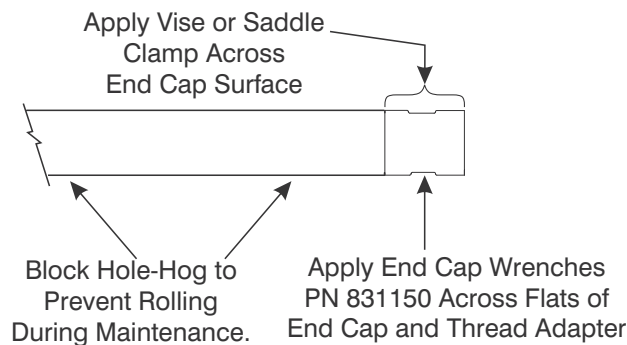 Apply Vise or Saddle
Clamp Across
End Cap Surface
Block Hole-Hog to
Prevent Rolling
During Maintenance.
Apply End Cap Wrenches
PN 831150 Across Flats of
End Cap and Thread Adapter